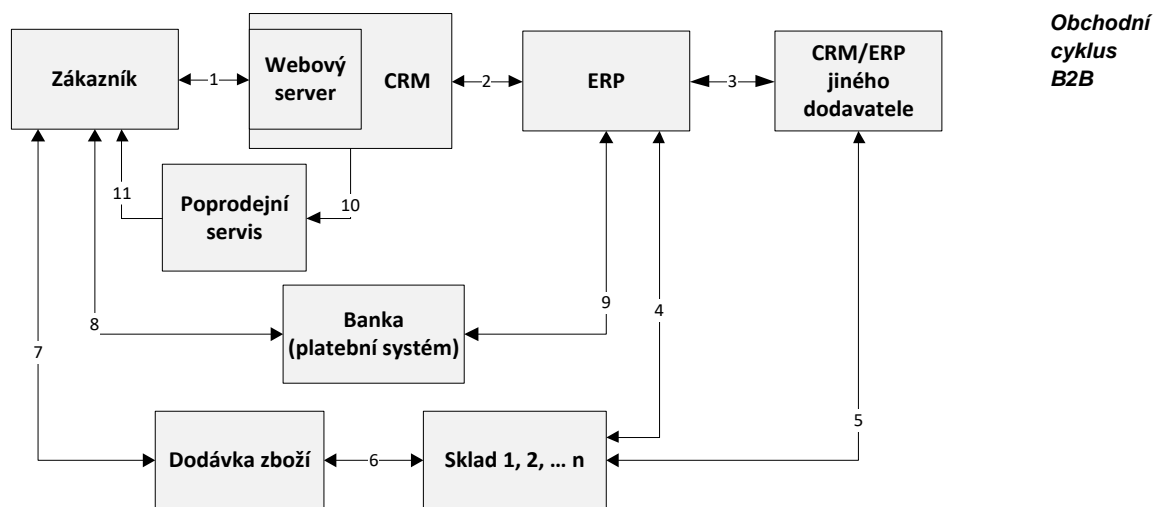 Obchodní
cyklus
B2B
Zákazník
1
Webový
server
CRM
2
ERP
3
CRM/ERP
jiného
dodavatele
11
Poprodejní
servis
10
8
Banka
(platební systém)
9
4
7
5
Dodávka zboží
6
Sklad 1, 2, … n